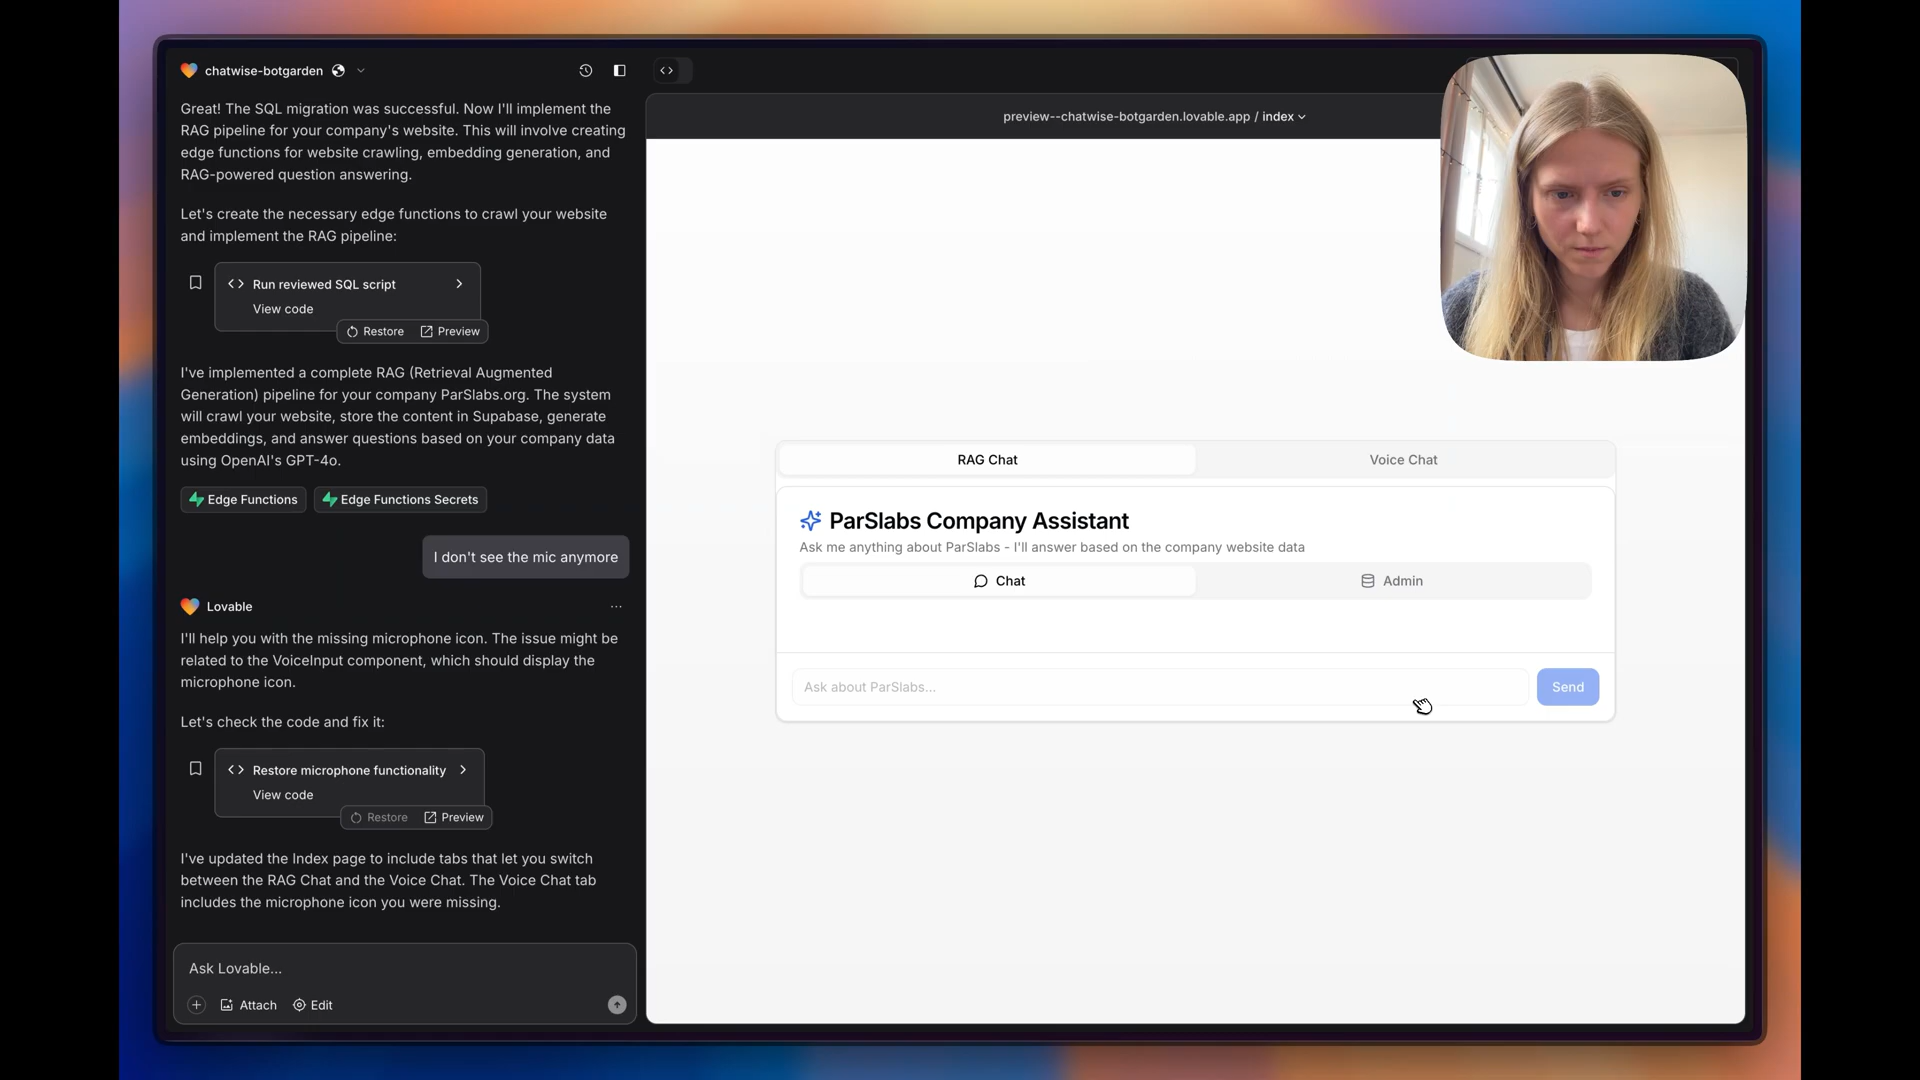 chatwise-botgarden
Great! The SQL migration was successful. Now I'll implement the
RAG pipeline for your company's website. This will involve creating
edge functions for website crawling, embedding generation, and
RAG-powered question answering.
Let's create the necessary edge functions to crawl your website
and implement the RAG pipeline:
Run reviewed SQL script
View code
Restore Preview
I've implemented a complete RAG (Retrieval Augmented
Generation) pipeline for your company ParSlabs.org. The system
will crawl your website, store the content in Supabase, generate
embeddings, and answer questions based on your company data
using OpenAI's GPT-4o.
Edge Functions Edge Functions Secrets
I don't see the mic anymore
Lovable
I'll help you with the missing microphone icon. The issue might be
related to the VoiceInput component, which should display the
microphone icon.
Let's check the code and fix it:
Restore microphone functionality
View code
Restore Preview
I've updated the Index page to include tabs that let you switch
between the RAG Chat and the Voice Chat. The Voice Chat tab
includes the microphone icon you were missing.
Ask Lovable...
Attach Edit
preview--chatwise-botgarden.lovable.app / index
RAG Chat Voice Chat
ParSlabs Company Assistant
Ask me anything about ParSlabs - I'll answer based on the company website data
Chat Admin
Ask about ParSlabs... Send